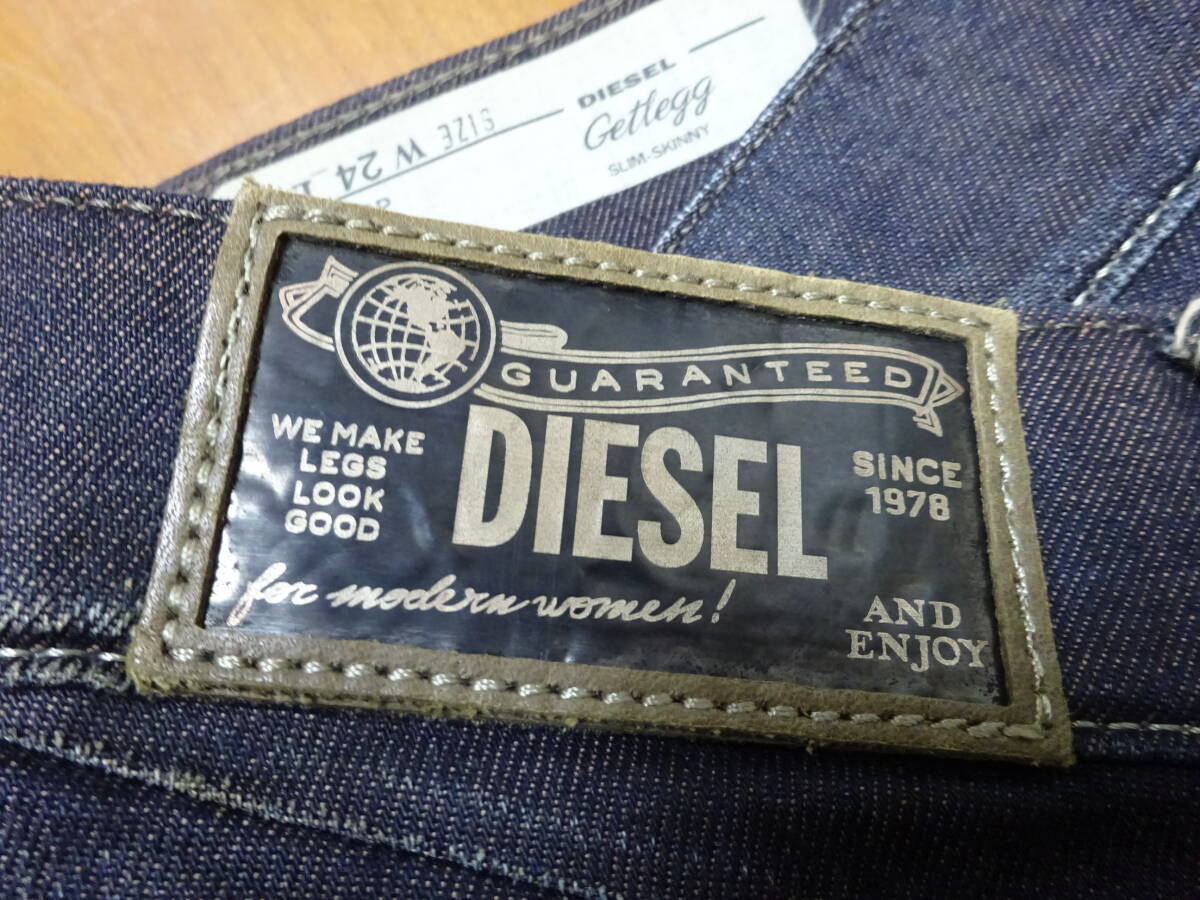 DIESEL
Getlegg
SLIM-SKINNY
SIZE W 24
GUARANTEED
WE MAKE
LEGS
LOOK
GOOD
DIESEL
SINCE
1978
for modern women!
AND
ENJOY